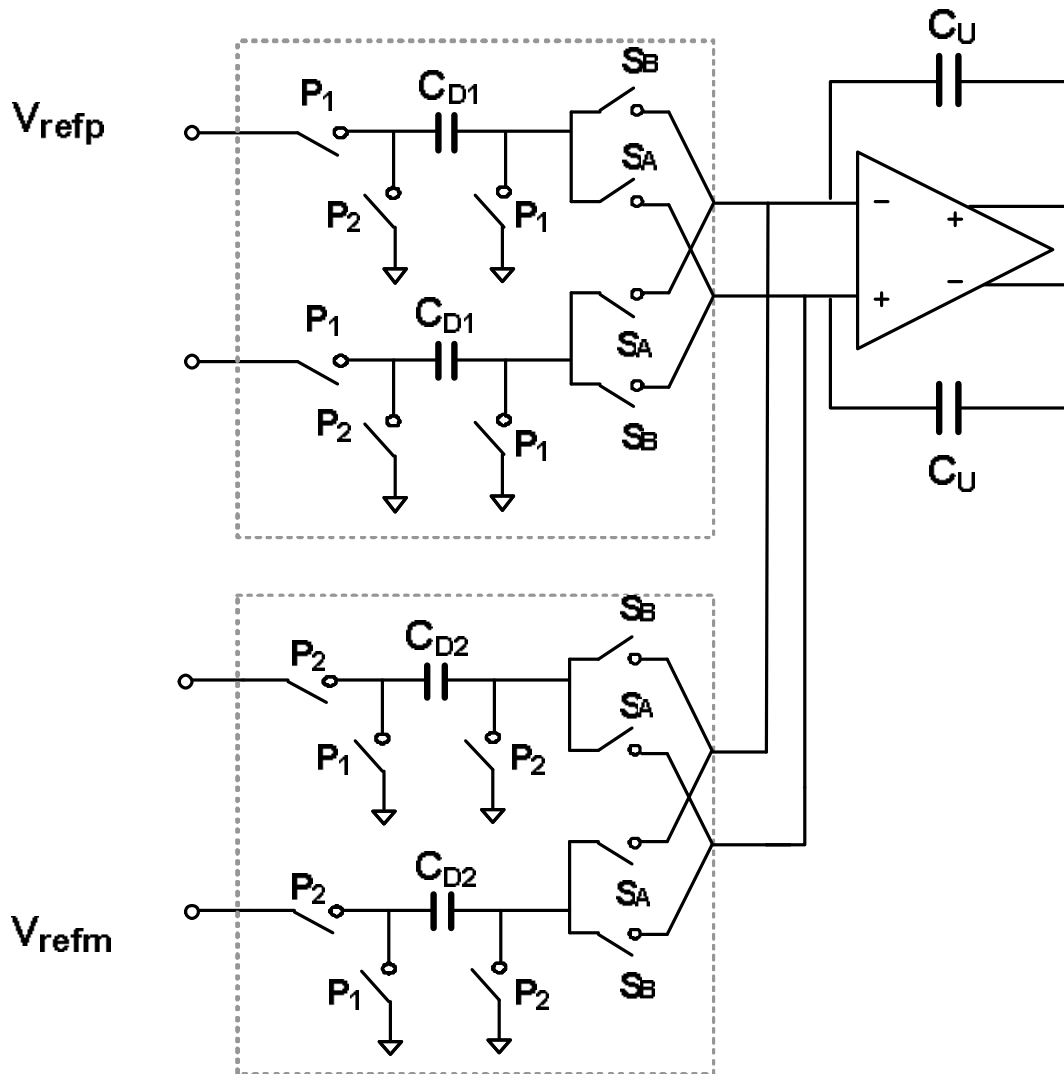 CU
SB
CD1
P1
Vrefp
SA
P2
P1
−
+
−
+
CD1
P1
SA
P2
P1
SB
CU
SB
CD2
P2
SA
P1
P2
CD2
P2
SA
Vrefm
P1
P2
SB